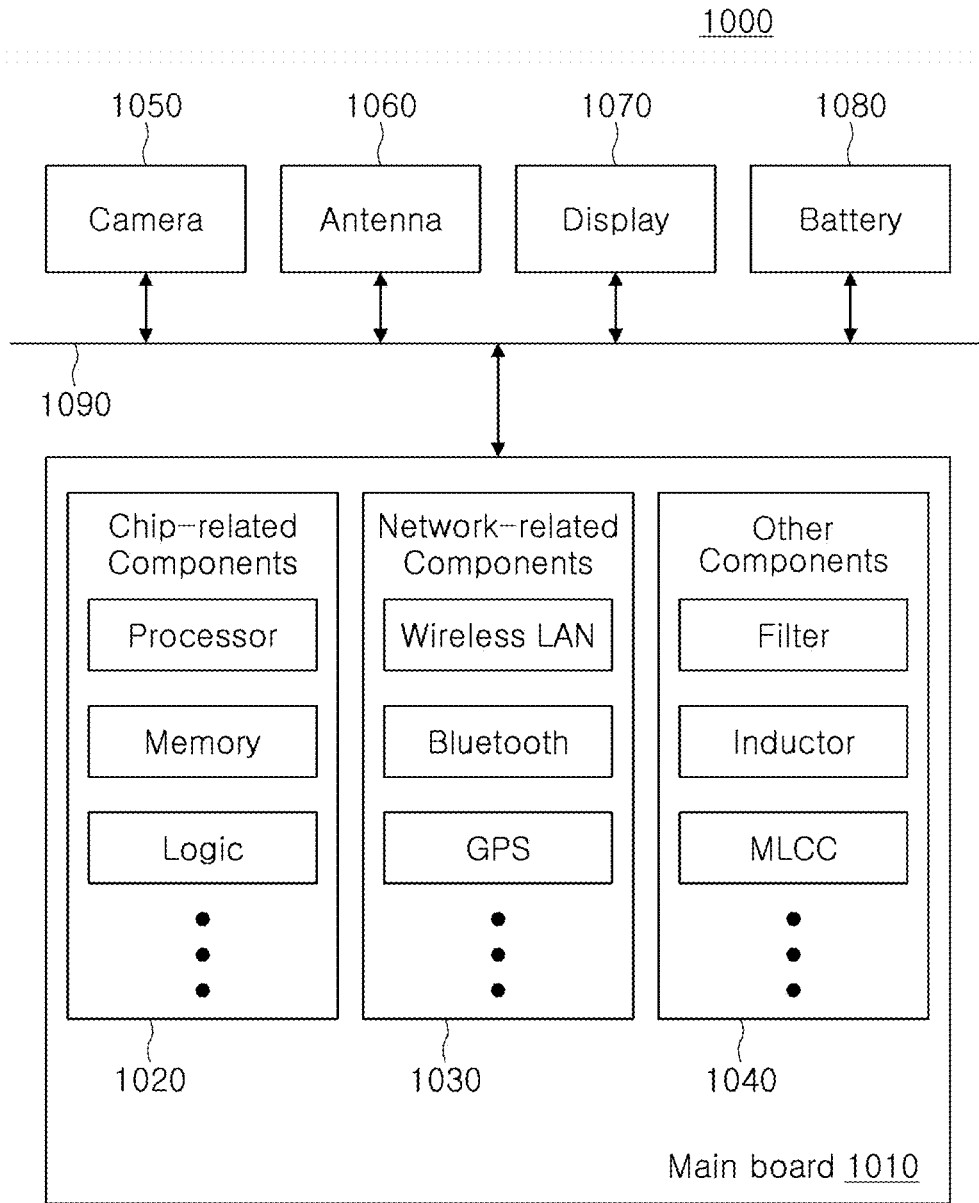 1000
1050
1060
1070
1080
Camera
Antenna
Display
Battery
1090
Chip-related
Components
Processor
Memory
Logic
Network-related
Components
Wireless LAN
Bluetooth
GPS
Other
Components
Filter
Inductor
MLCC
1020
1030
1040
Main board 1010